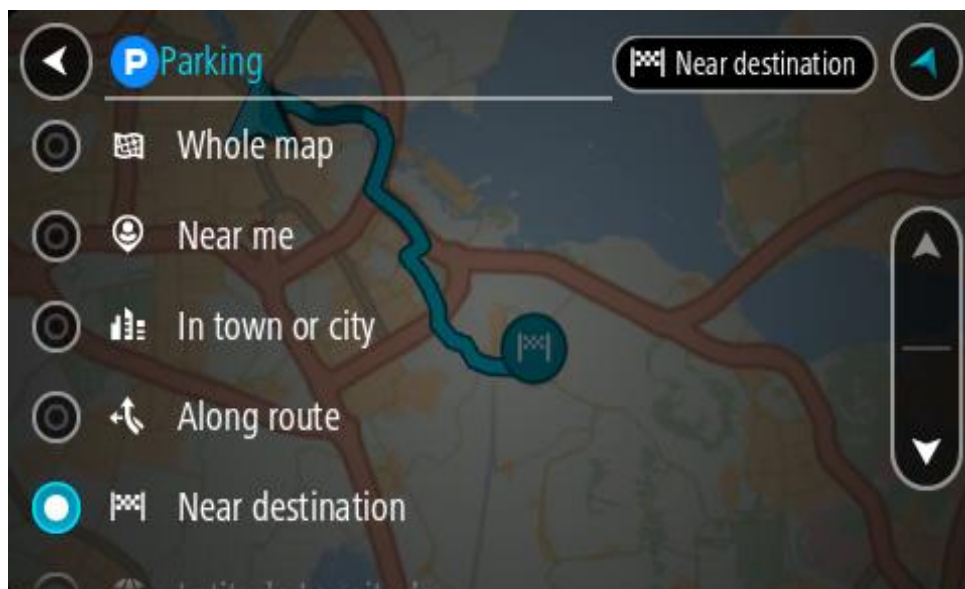 P Parking
Near destination
Whole map
Near me
In town or city
Along route
Near destination